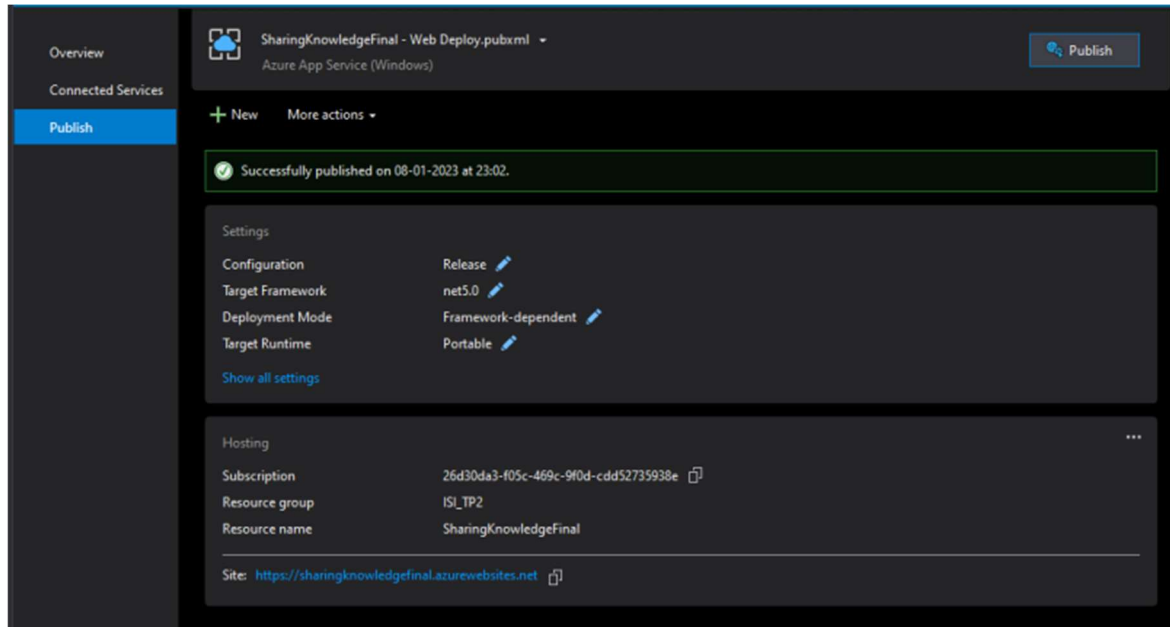 Overview
Connected Services
Publish
SharingKnowledgeFinal - Web Deploy.pubxml
Azure App Service (Windows)
Publish
New
More actions
Successfully published on 08-01-2023 at 23:02.
Settings
Configuration Release
Target Framework net5.0
Deployment Mode Framework-dependent
Target Runtime Portable
Show all settings
Hosting
Subscription 26d30da3-f05c-469c-9f0d-cdd52735938e
Resource group ISI_TP2
Resource name SharingKnowledgeFinal
Site: https://sharingknowledgefinal.azurewebsites.net